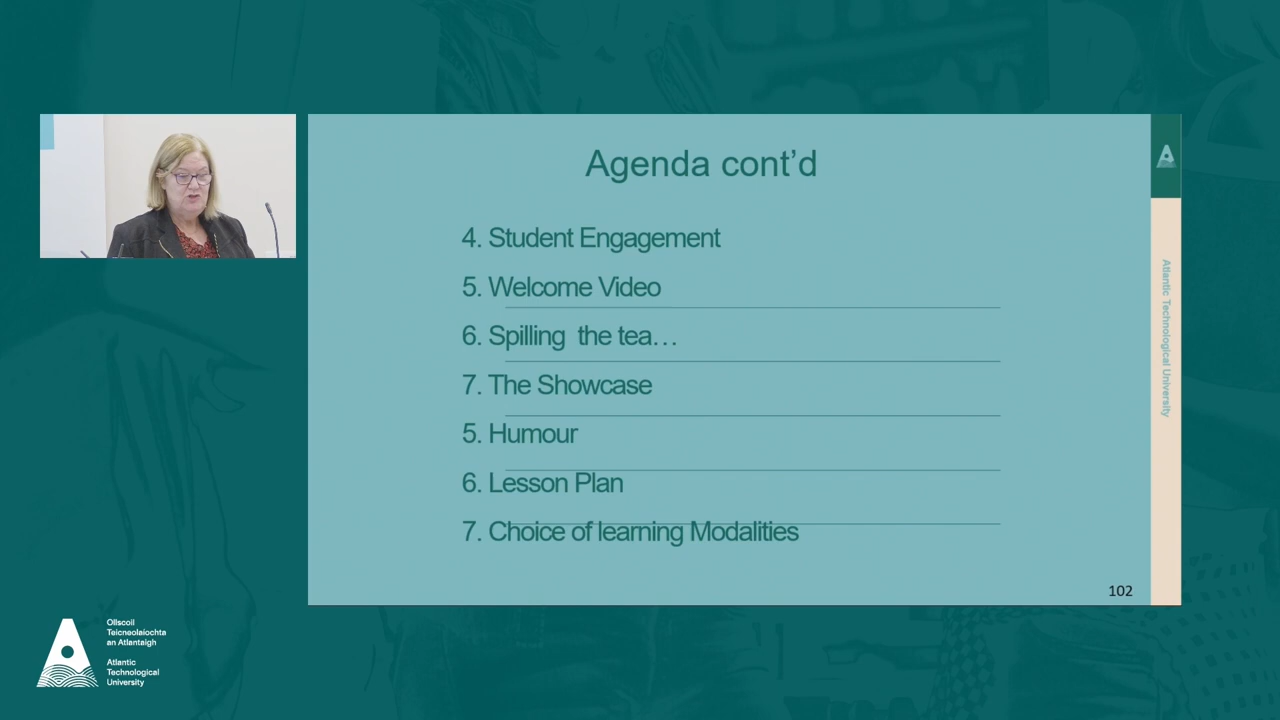 Agenda cont’d
4. Student Engagement
5. Welcome Video
6. Spilling the tea…
7. The Showcase
5. Humour
6. Lesson Plan
7. Choice of learning Modalities
102
Atlantic Technological University
Ollscoil
Teicneolaíochta
an Atlantaigh
Atlantic
Technological
University